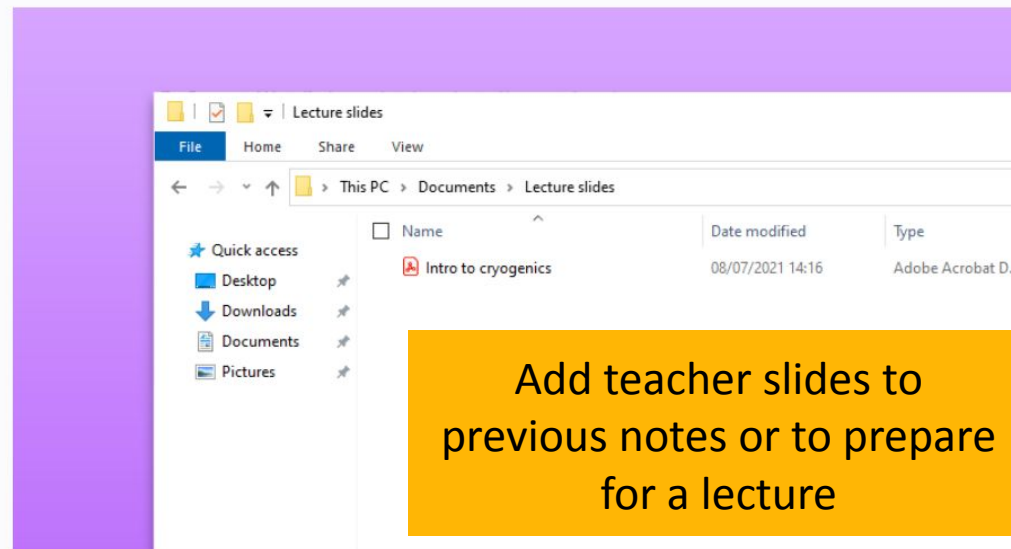 Lecture slides
File Home Share View
This PC > Documents > Lecture slides
Name Date modified Type
Quick access
Intro to cryogenics 08/07/2021 14:16 Adobe Acrobat D.
Desktop
Downloads
Documents
Pictures
Add teacher slides to
previous notes or to prepare
for a lecture